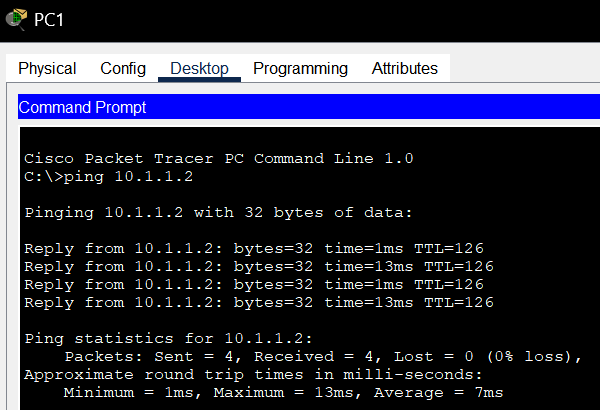 PC1
Physical Config Desktop Programming Attributes
Command Prompt
Cisco Packet Tracer PC Command Line 1.0
C:\>ping 10.1.1.2
Pinging 10.1.1.2 with 32 bytes of data:
Reply from 10.1.1.2: bytes=32 time=1ms TTL=126
Reply from 10.1.1.2: bytes=32 time=13ms TTL=126
Reply from 10.1.1.2: bytes=32 time=1ms TTL=126
Reply from 10.1.1.2: bytes=32 time=13ms TTL=126
Ping statistics for 10.1.1.2:
Packets: Sent = 4, Received = 4, Lost = 0 (0% loss),
Approximate round trip times in milli-seconds:
Minimum = 1ms, Maximum = 13ms, Average = 7ms